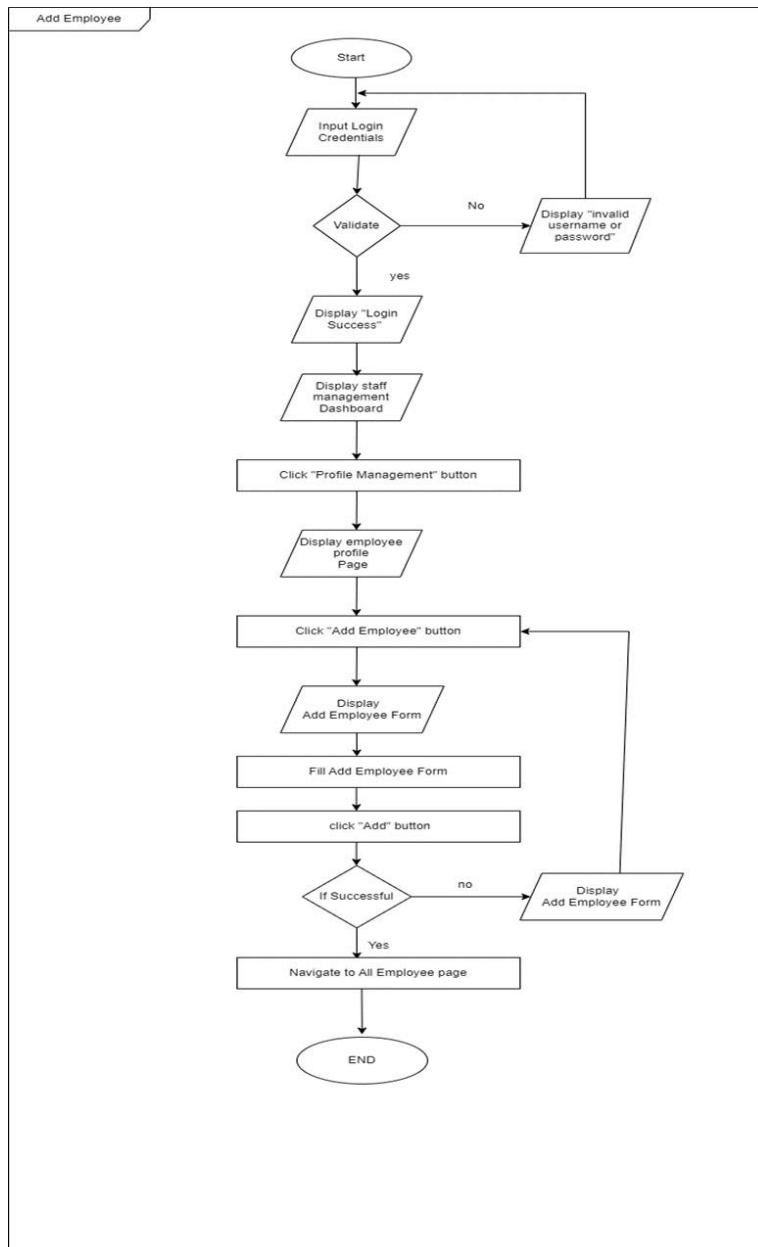 Add Employee
Start
Input Login
Credentials
Validate
No
Display "invalid
username or
password"
yes
Display "Login
Success"
Display staff
management
Dashboard
Click "Profile Management" button
Display employee
profile
Page
Click "Add Employee" button
Display
Add Employee Form
Fill Add Employee Form
click "Add" button
If Successful
no
Display
Add Employee Form
Yes
Navigate to All Employee page
END